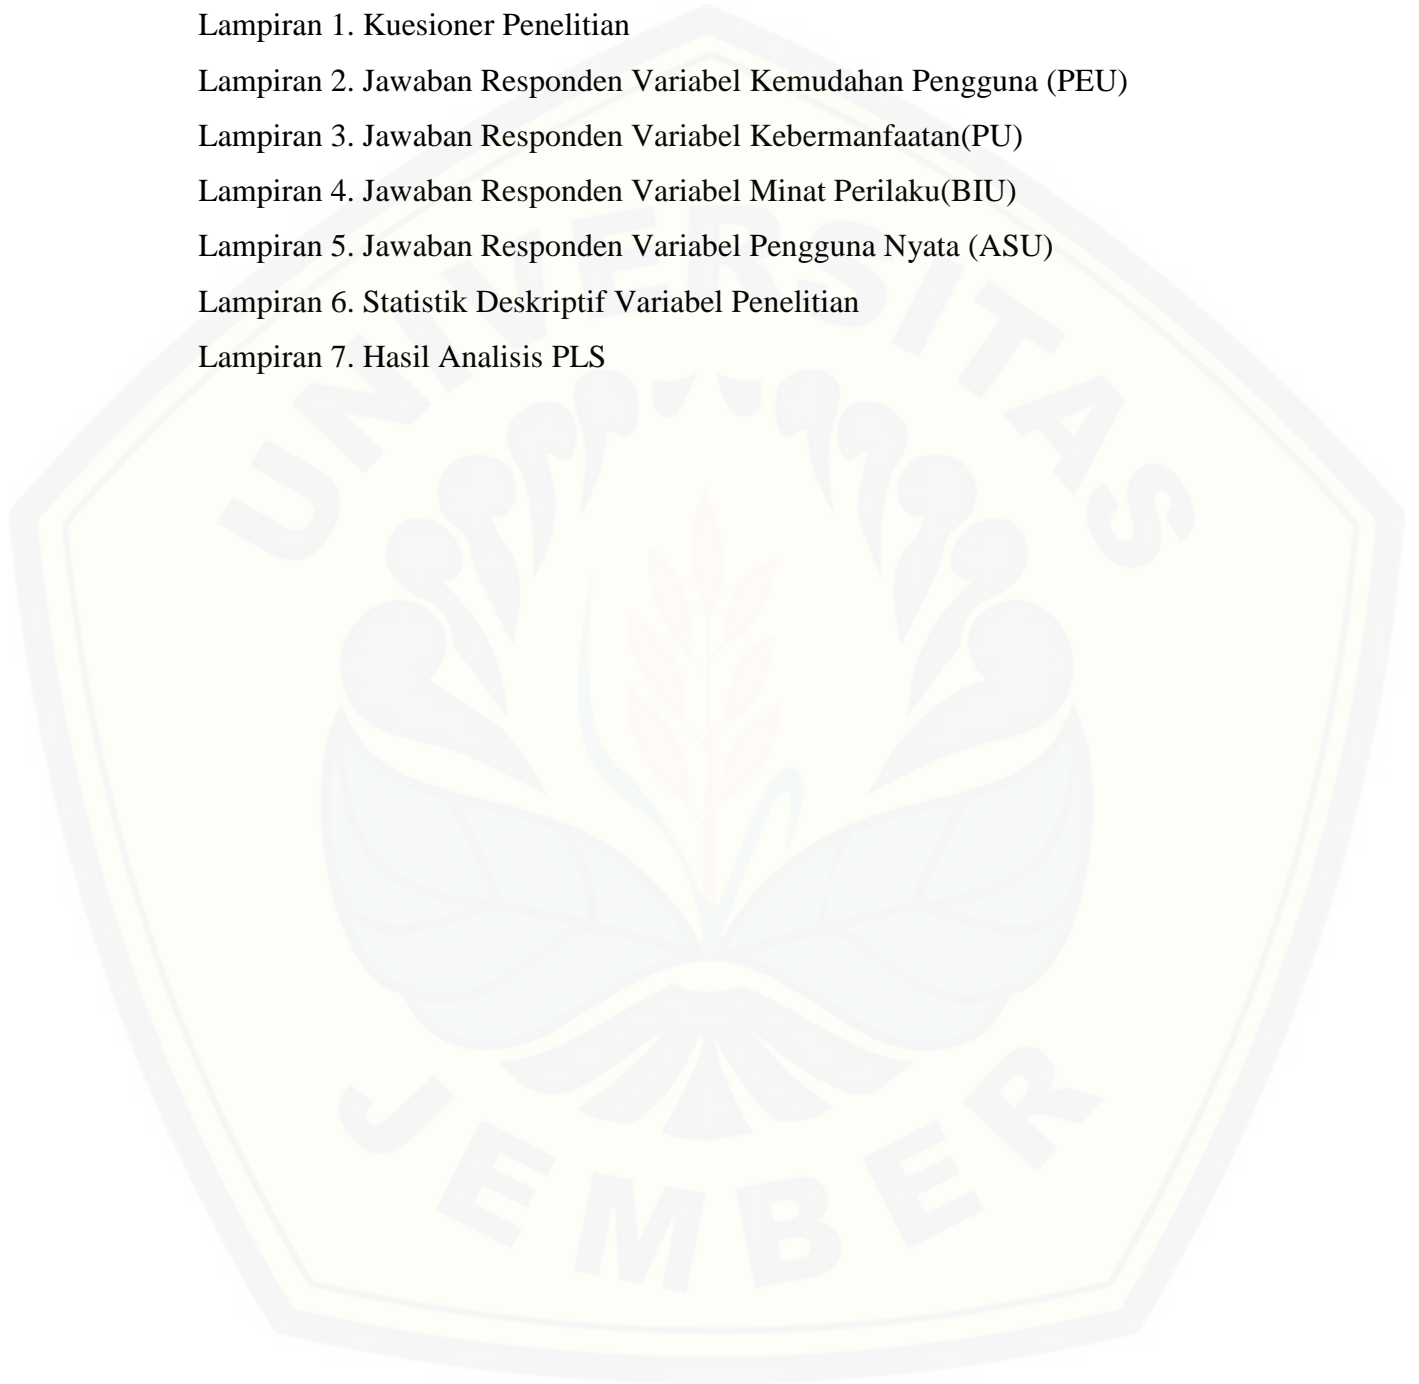 Lampiran 1. Kuesioner Penelitian
Lampiran 2. Jawaban Responden Variabel Kemudahan Pengguna (PEU)
Lampiran 3. Jawaban Responden Variabel Kebermanfaatan(PU)
Lampiran 4. Jawaban Responden Variabel Minat Perilaku(BIU)
Lampiran 5. Jawaban Responden Variabel Pengguna Nyata (ASU)
Lampiran 6. Statistik Deskriptif Variabel Penelitian
Lampiran 7. Hasil Analisis PLS
UNIVERSITAS
JEMBER